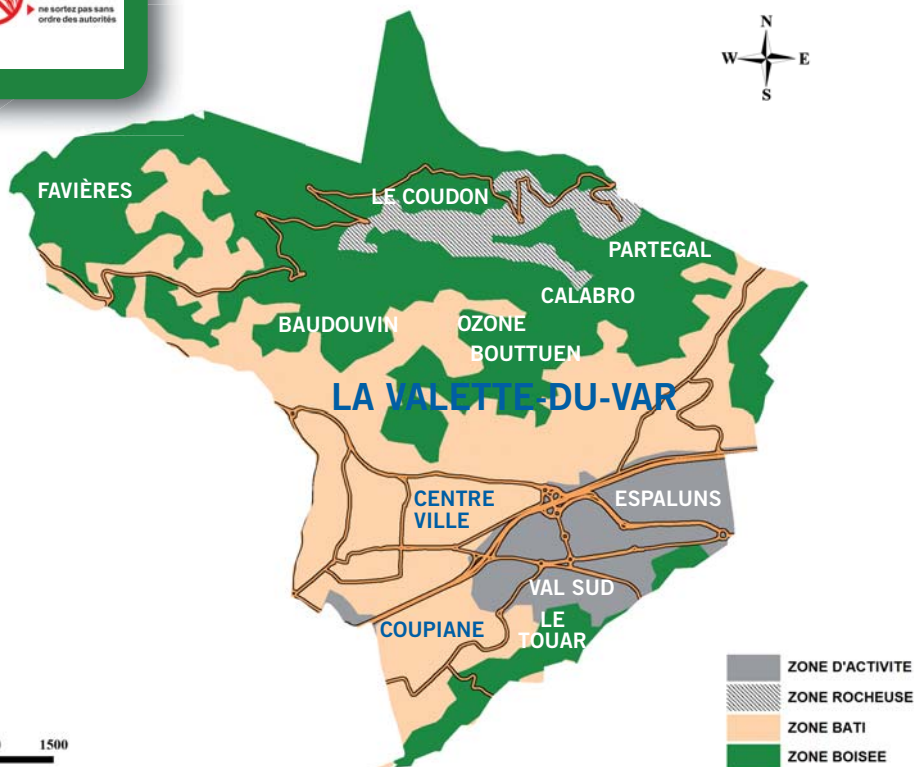 ne sortez pas sans
ordre des autorités
N
W E
S
FAVIÈRES
LE COUDON
PARTEGAL
CALABRO
BAUDOUVIN
OZONE
BOUTTUEN
LA VALETTE-DU-VAR
CENTRE
VILLE
ESPALUNS
VAL SUD
LE
TOUAR
COUPIANE
ZONE D'ACTIVITE
ZONE ROCHEUSE
ZONE BATI
ZONE BOISEE
1500